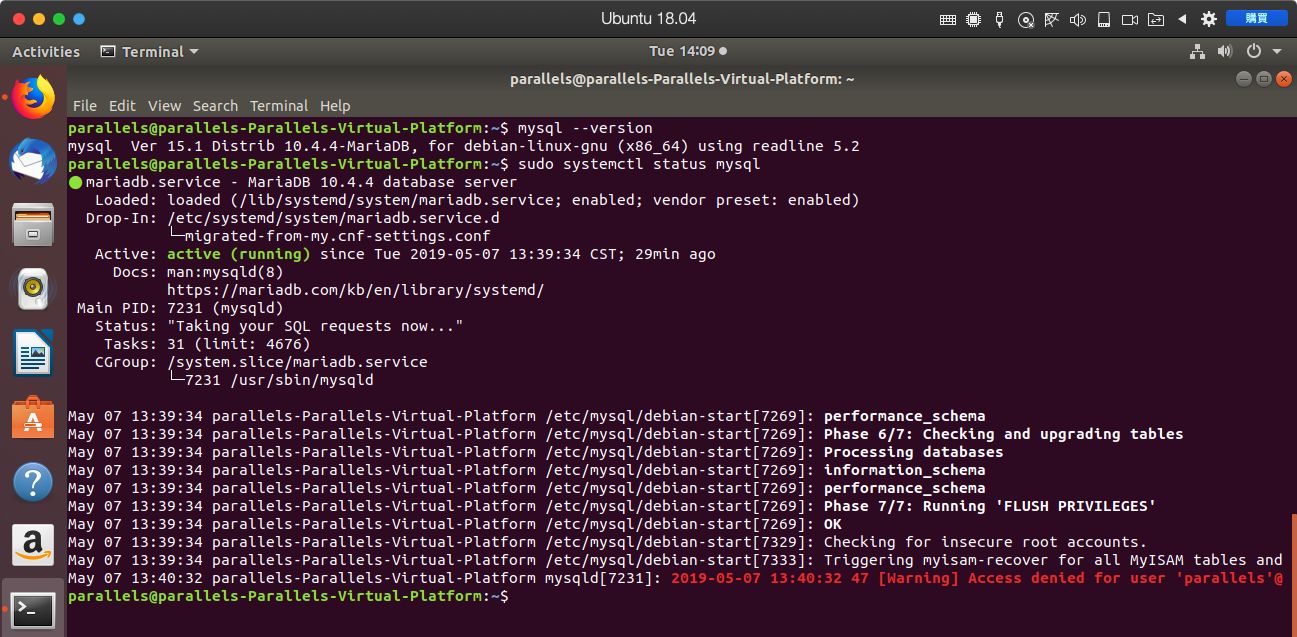 Ubuntu 18.04
購買
Activities Terminal Tue 14:09
parallels@parallels-Parallels-Virtual-Platform: ~
File Edit View Search Terminal Help
parallels@parallels-Parallels-Virtual-Platform:~$ mysql --version
mysql  Ver 15.1 Distrib 10.4.4-MariaDB, for debian-linux-gnu (x86_64) using readline 5.2
parallels@parallels-Parallels-Virtual-Platform:~$ sudo systemctl status mysql
● mariadb.service - MariaDB 10.4.4 database server
   Loaded: loaded (/lib/systemd/system/mariadb.service; enabled; vendor preset: enabled)
  Drop-In: /etc/systemd/system/mariadb.service.d
           └─migrated-from-my.cnf-settings.conf
   Active: active (running) since Tue 2019-05-07 13:39:34 CST; 29min ago
     Docs: man:mysqld(8)
           https://mariadb.com/kb/en/library/systemd/
 Main PID: 7231 (mysqld)
   Status: "Taking your SQL requests now..."
    Tasks: 31 (limit: 4676)
   CGroup: /system.slice/mariadb.service
           └─7231 /usr/sbin/mysqld
May 07 13:39:34 parallels-Parallels-Virtual-Platform /etc/mysql/debian-start[7269]: performance_schema
May 07 13:39:34 parallels-Parallels-Virtual-Platform /etc/mysql/debian-start[7269]: Phase 6/7: Checking and upgrading tables
May 07 13:39:34 parallels-Parallels-Virtual-Platform /etc/mysql/debian-start[7269]: Processing databases
May 07 13:39:34 parallels-Parallels-Virtual-Platform /etc/mysql/debian-start[7269]: information_schema
May 07 13:39:34 parallels-Parallels-Virtual-Platform /etc/mysql/debian-start[7269]: performance_schema
May 07 13:39:34 parallels-Parallels-Virtual-Platform /etc/mysql/debian-start[7269]: Phase 7/7: Running 'FLUSH PRIVILEGES'
May 07 13:39:34 parallels-Parallels-Virtual-Platform /etc/mysql/debian-start[7269]: OK
May 07 13:39:34 parallels-Parallels-Virtual-Platform /etc/mysql/debian-start[7329]: Checking for insecure root accounts.
May 07 13:39:34 parallels-Parallels-Virtual-Platform /etc/mysql/debian-start[7333]: Triggering myisam-recover for all MyISAM tables and
May 07 13:40:32 parallels-Parallels-Virtual-Platform mysqld[7231]: 2019-05-07 13:40:32 47 [Warning] Access denied for user 'parallels'@
parallels@parallels-Parallels-Virtual-Platform:~$